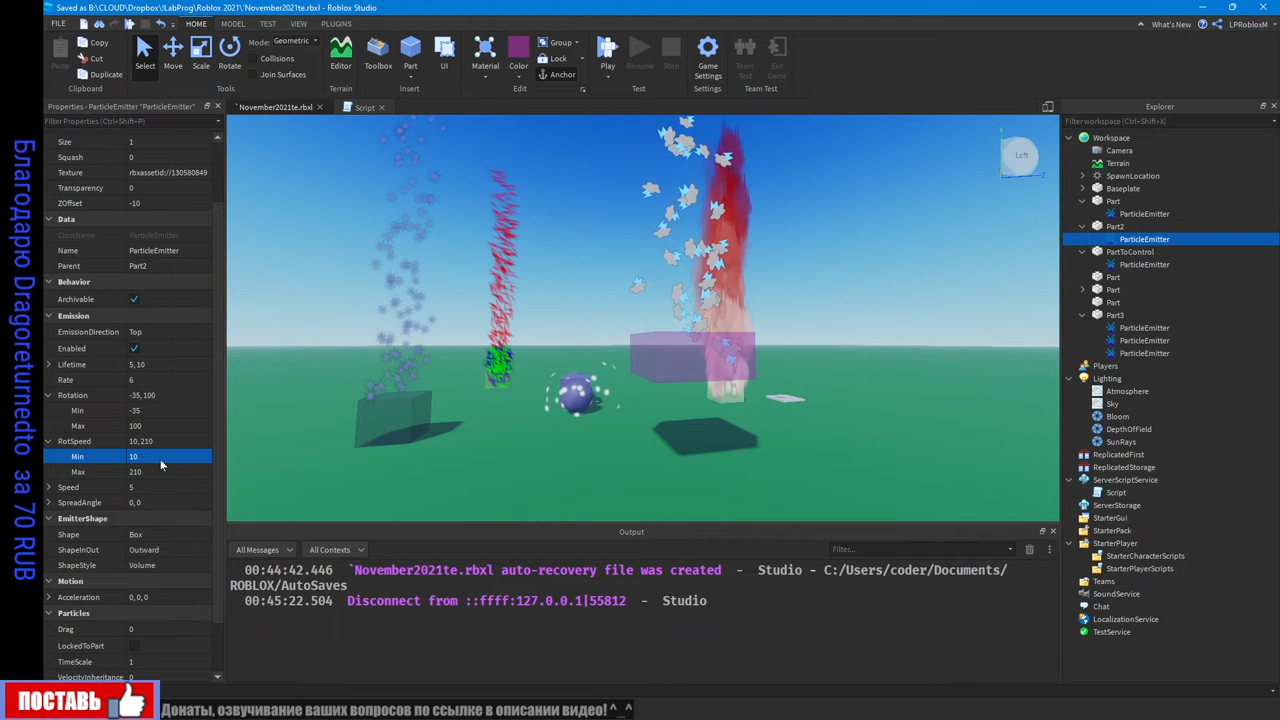 Saved as B:\CLOUD\Dropbox\!LabProg\Roblox 2021\`November2021te.rbxl - Roblox Studio
FILE HOME MODEL TEST VIEW PLUGINS What's New LPRobloxM
Paste Copy Cut Duplicate Clipboard
Select Move Scale Rotate Mode: Geometric Collisions Join Surfaces Tools
Editor Terrain
Toolbox Part UI Insert
Material Color Group Lock Anchor Edit
Play Resume Stop Test
Game Settings Settings
Team Test Exit Game Team Test
Properties - ParticleEmitter "ParticleEmitter"
Filter Properties (Ctrl+Shift+P)
Size 1
Squash 0
Texture rbxassetid://130580849
Transparency 0
ZOffset -10
Data
ClassName ParticleEmitter
Name ParticleEmitter
Parent Part2
Behavior
Archivable
Emission
EmissionDirection Top
Enabled
Lifetime 5, 10
Rate 6
Rotation -35, 100
Min -35
Max 100
RotSpeed 10, 210
Min 10
Max 210
Speed 5
SpreadAngle 0, 0
EmitterShape
Shape Box
ShapeInOut Outward
ShapeStyle Volume
Motion
Acceleration 0, 0, 0
Particles
Drag 0
LockedToPart
TimeScale 1
VelocityInheritance 0
`November2021te.rbxl Script
Left
Y
Z
Output
All Messages All Contexts Filter...
00:44:42.446 `November2021te.rbxl auto-recovery file was created - Studio - C:/Users/coder/Documents/
ROBLOX/AutoSaves
00:45:22.504 Disconnect from ::ffff:127.0.0.1|55812 - Studio
Explorer
Filter workspace (Ctrl+Shift+X)
Workspace
Camera
Terrain
SpawnLocation
Baseplate
Part
ParticleEmitter
Part2
ParticleEmitter
PartToControl
ParticleEmitter
Part
Part
Part
Part3
ParticleEmitter
ParticleEmitter
ParticleEmitter
Players
Lighting
Atmosphere
Sky
Bloom
DepthOfField
SunRays
ReplicatedFirst
ReplicatedStorage
ServerScriptService
Script
ServerStorage
StarterGui
StarterPack
StarterPlayer
StarterCharacterScripts
StarterPlayerScripts
Teams
SoundService
Chat
LocalizationService
TestService
Благодарю Dragoreturnedto за 70 RUB
ПОСТАВЬ
Донаты, озвучивание ваших вопросов по ссылке в описании видео! ^_^